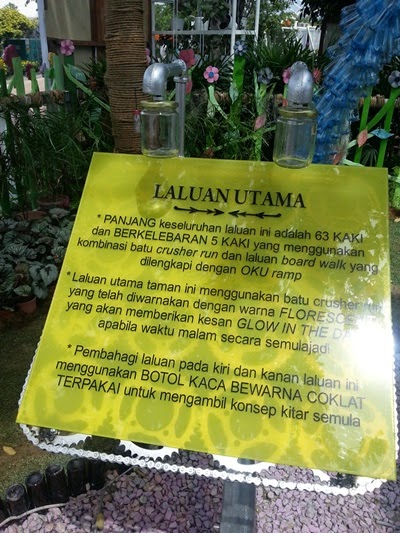 LALUAN UTAMA
* PANJANG keseluruhan laluan ini adalah 63 KAKI
dan BERKELEBARAN 5 KAKI yang menggunakan
kombinasi batu crusher run dan laluan board walk yang
dilengkapi dengan OKU ramp
* Laluan utama taman ini menggunakan batu crusher run
yang telah diwarnakan dengan warna
yang akan memberikan kesan GLOW IN THE
apabila waktu malam secara semulajadi
* Pembahagi laluan pada kiri dan kanan laluan ini
menggunakan BOTOL KACA BEWARNA COKLAT
TERPAKAI untuk mengambil konsep kitar semula